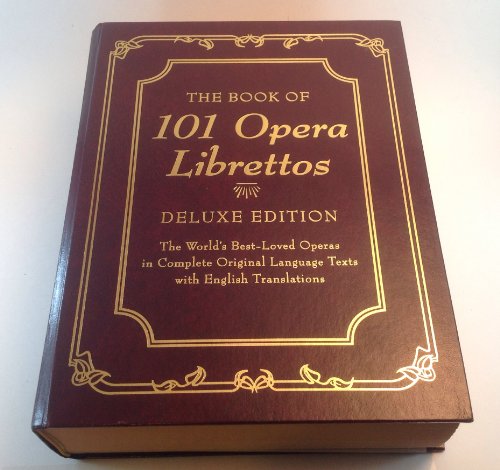 THE BOOK OF
101 Opera
Librettos
DELUXE EDITION
The World's Best-Loved Operas
in Complete Original Language Texts
with English Translations